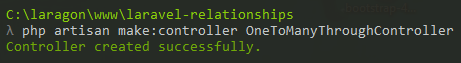 C:\laragon\www\laravel-relationships
λ php artisan make:controller OneToManyThroughController
Controller created successfully.